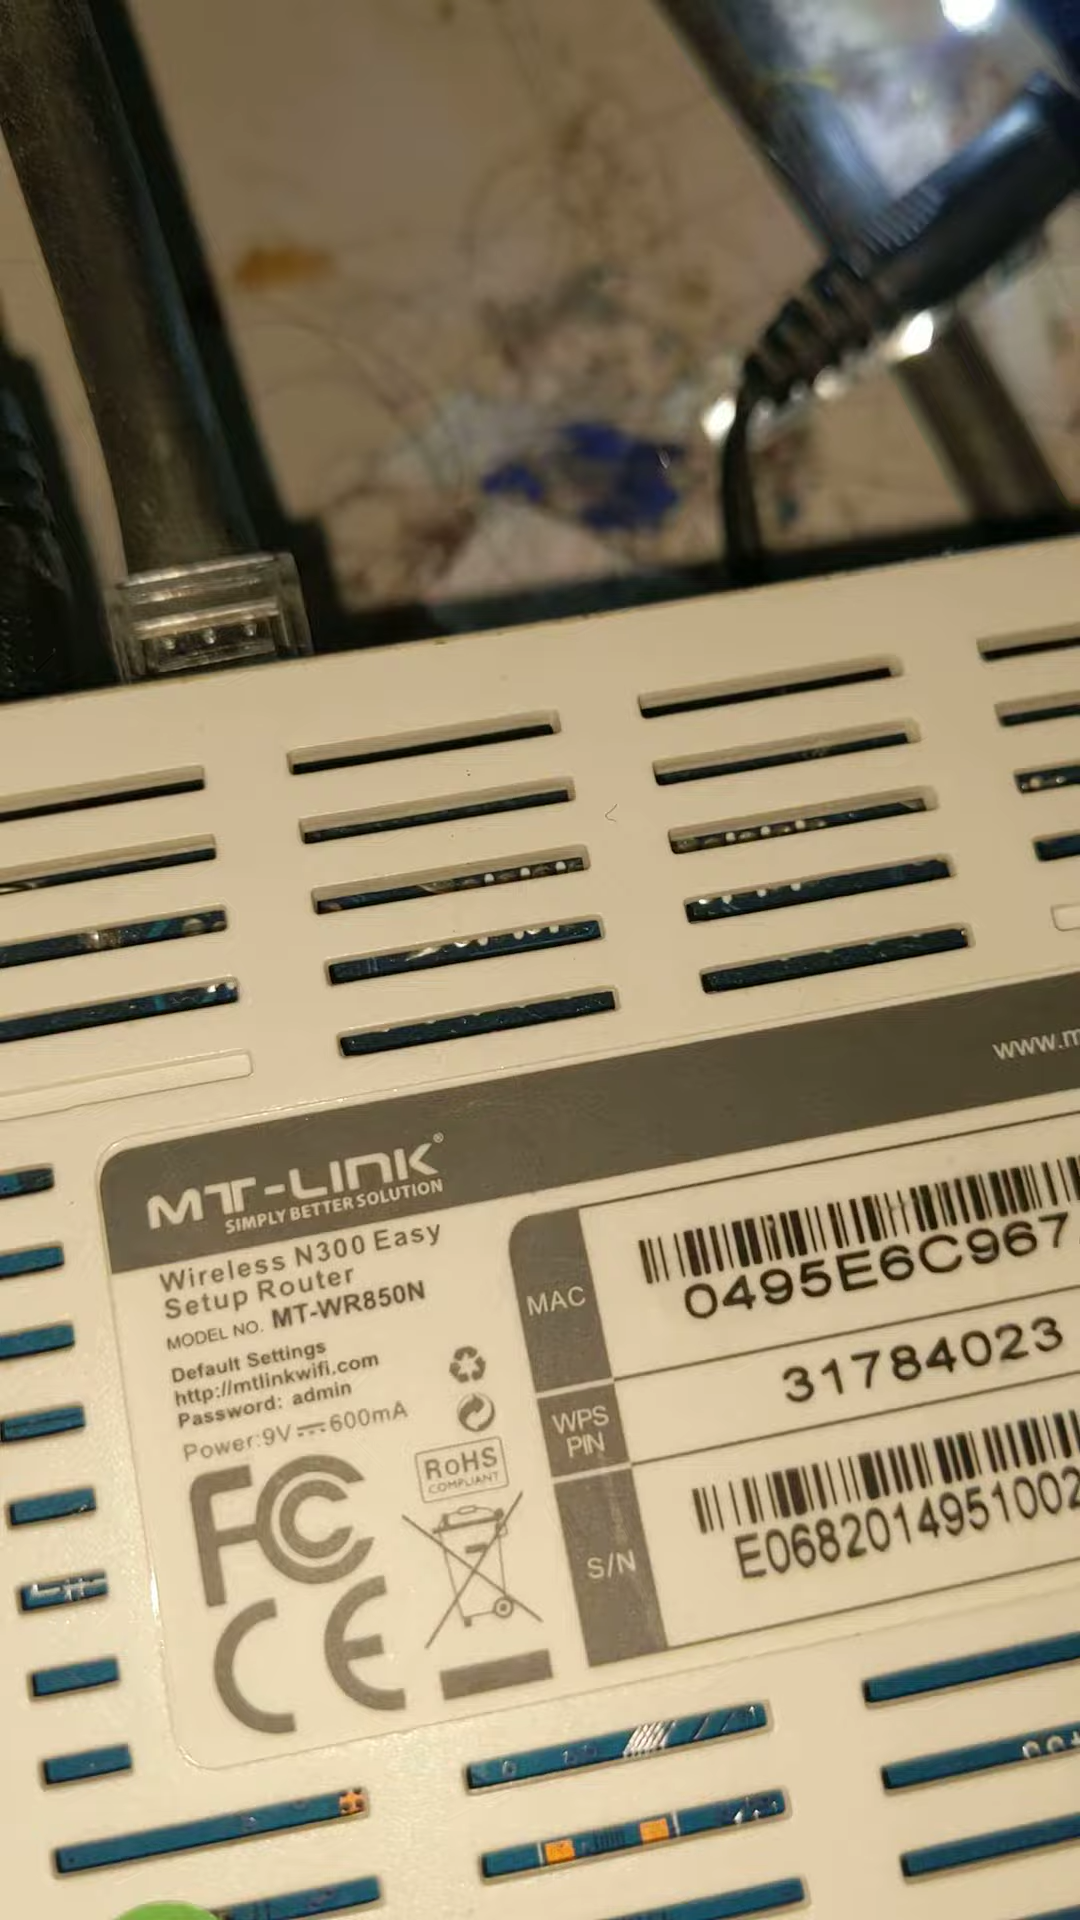 www.m
MT-LINK®
SIMPLY BETTER SOLUTION
Wireless N300 Easy
Setup Router
MODEL NO. MT-WR850N
Default Settings
http://mtlinkwifi.com
Password: admin
Power:9V⎓600mA
FC
RoHS
COMPLIANT
CE
MAC
0495E6C967
WPS
PIN
31784023
S/N
E0682014951002